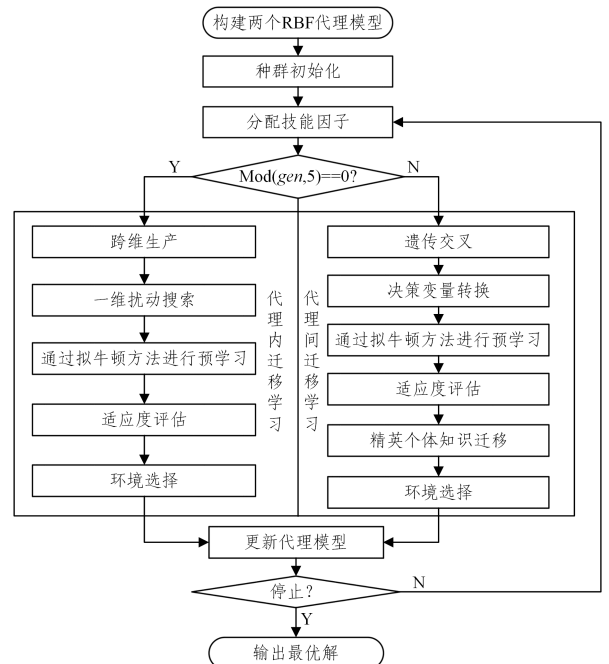 构建两个RBF代理模型
种群初始化
分配技能因子
Y
Mod(gen,5)==0?
N
跨维生产
一维扰动搜索
通过拟牛顿方法进行预学习
适应度评估
环境选择
代理内迁移学习
代理间迁移学习
遗传交叉
决策变量转换
通过拟牛顿方法进行预学习
适应度评估
精英个体知识迁移
环境选择
更新代理模型
停止?
N
Y
输出最优解